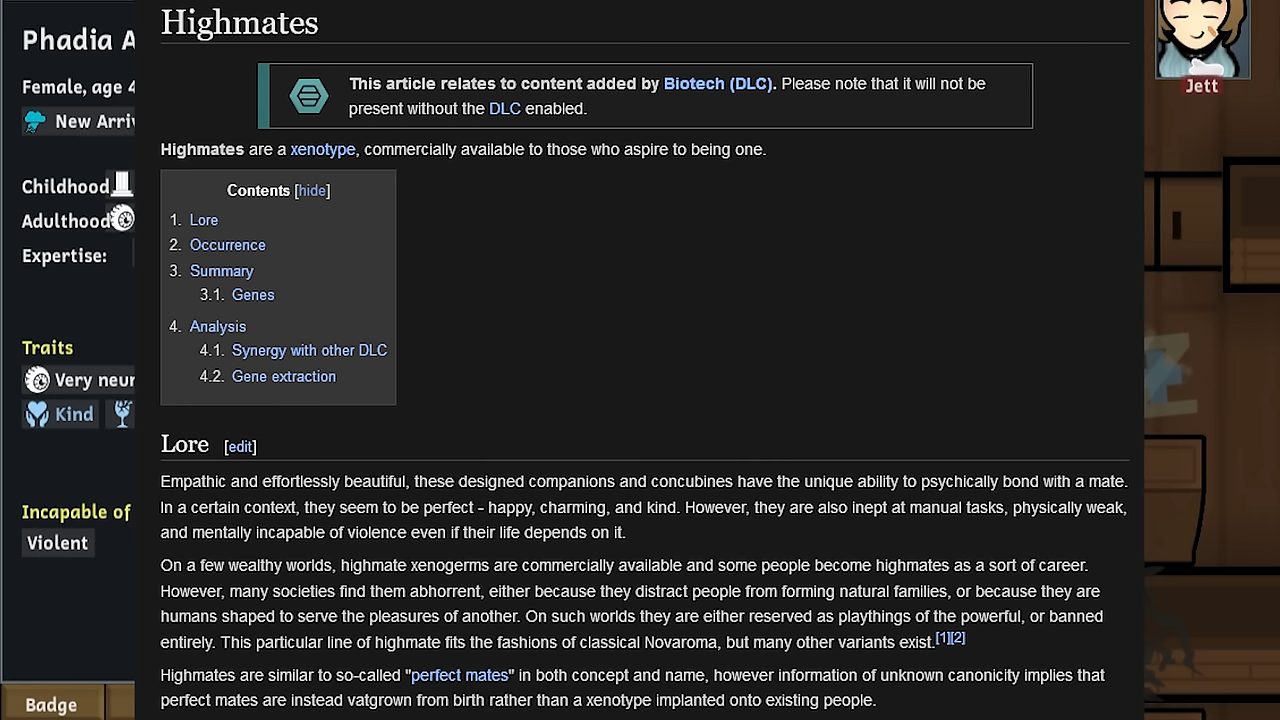 Highmates
Phadia A
This article relates to content added by Biotech (DLC). Please note that it will not be
present without the DLC enabled.
Female, age 4
New Arriv
Jett
Highmates are a xenotype, commercially available to those who aspire to being one.
Contents [hide]
1. Lore
2. Occurrence
3. Summary
3.1. Genes
4. Analysis
4.1. Synergy with other DLC
4.2. Gene extraction
Childhood
Adulthood
Expertise:
Traits
Very neur
Kind
Incapable of
Violent
Lore [edit]
Empathic and effortlessly beautiful, these designed companions and concubines have the unique ability to psychically bond with a mate.
In a certain context, they seem to be perfect - happy, charming, and kind. However, they are also inept at manual tasks, physically weak,
and mentally incapable of violence even if their life depends on it.
On a few wealthy worlds, highmate xenogerms are commercially available and some people become highmates as a sort of career.
However, many societies find them abhorrent, either because they distract people from forming natural families, or because they are
humans shaped to serve the pleasures of another. On such worlds they are either reserved as playthings of the powerful, or banned
entirely. This particular line of highmate fits the fashions of classical Novaroma, but many other variants exist.[1][2]
Highmates are similar to so-called "perfect mates" in both concept and name, however information of unknown canonicity implies that
perfect mates are instead vatgrown from birth rather than a xenotype implanted onto existing people.
Badge